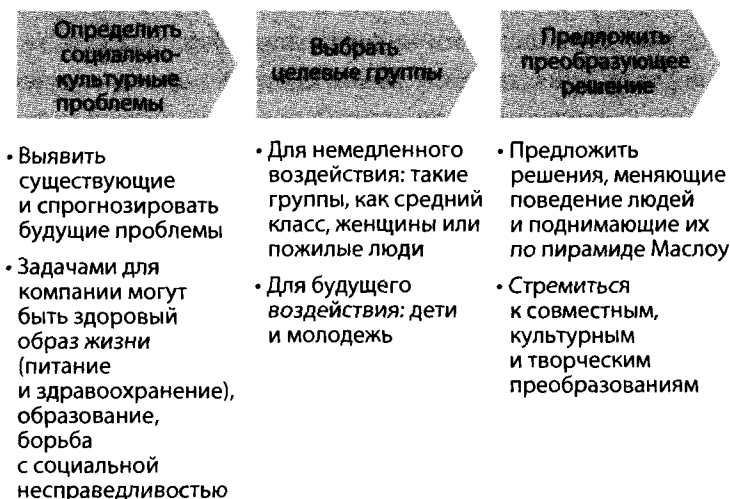 Определить
социально-
культурные
проблемы
Выбрать
целевые группы
Предложить
преобразующее
решение
• Выявить
существующие
и спрогнозировать
будущие проблемы
• Задачами для
компании могут
быть здоровый
образ жизни
(питание
и здравоохранение),
образование,
борьба
с социальной
несправедливостью
• Для немедленного
воздействия: такие
группы, как средний
класс, женщины или
пожилые люди
• Для будущего
воздействия: дети
и молодежь
• Предложить
решения, меняющие
поведение людей
и поднимающие их
по пирамиде Маслоу
• Стремиться
к совместным,
культурным
и творческим
преобразованиям